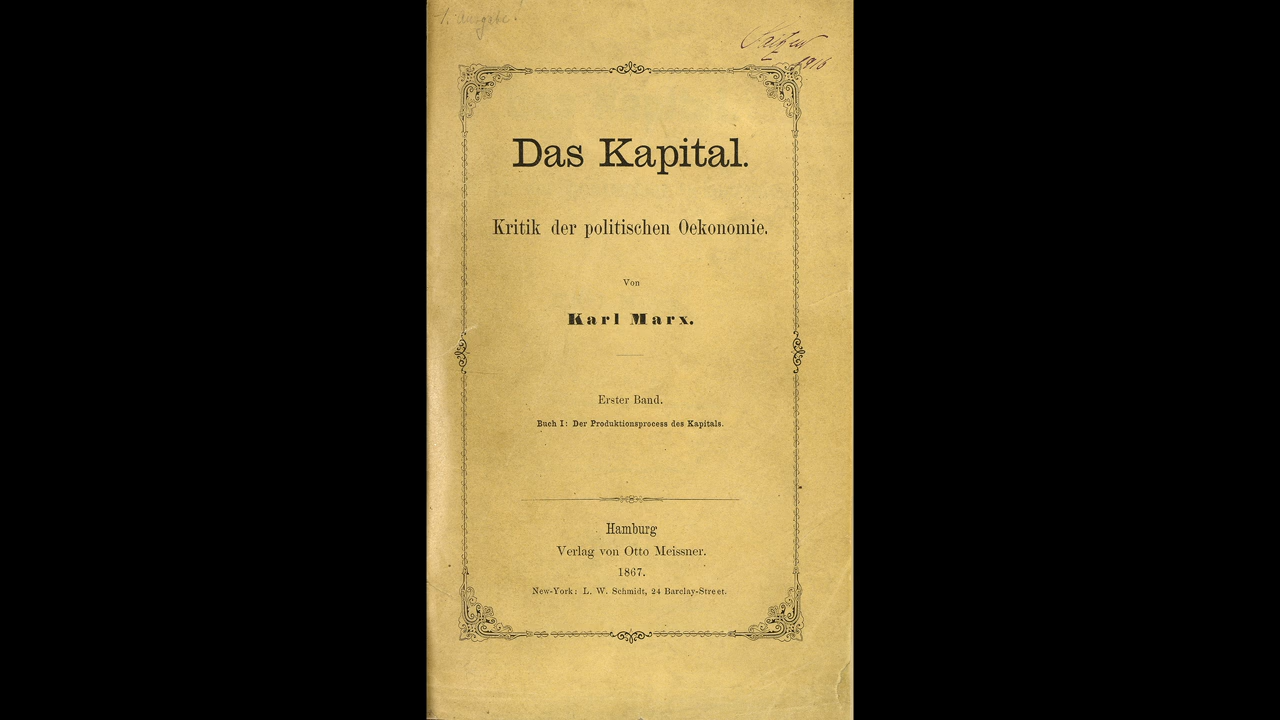 1. Ausgabe!
1916
Das Kapital.
Kritik der politischen Oekonomie.
Von
Karl Marx.
Erster Band.
Buch I: Der Produktionsprocess des Kapitals.
Hamburg
Verlag von Otto Meissner.
1867.
New-York: L. W. Schmidt, 24 Barclay-Street.